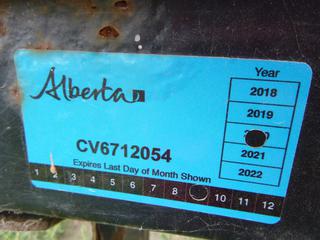 Alberta
Year
2018
2019
2021
2022
CV6712054
Expires Last Day of Month Shown
1 2 3 4 5 6 7 8 10 11 12